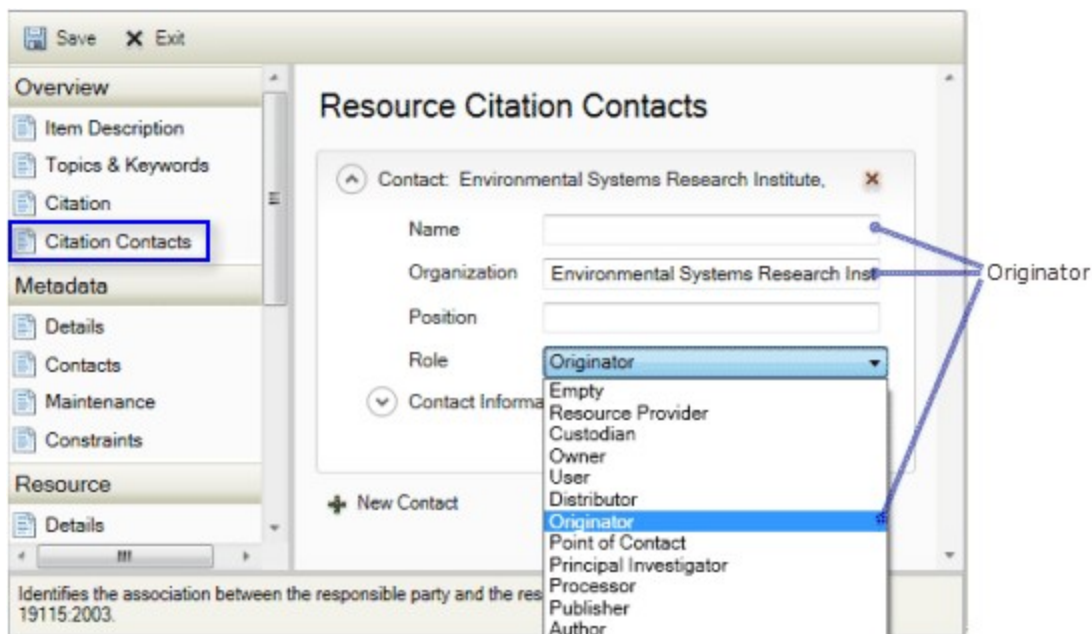 Save Exit
Overview
Item Description
Topics & Keywords
Citation
Citation Contacts
Metadata
Details
Contacts
Maintenance
Constraints
Resource
Details
Resource Citation Contacts
Contact: Environmental Systems Research Institute,
Name
Organization Environmental Systems Research Inst
Position
Role Originator
Contact Informa
Empty
Resource Provider
Custodian
Owner
User
Distributor
Originator
Point of Contact
Principal Investigator
Processor
Publisher
Author
New Contact
Originator
Identifies the association between the responsible party and the res
19115:2003.